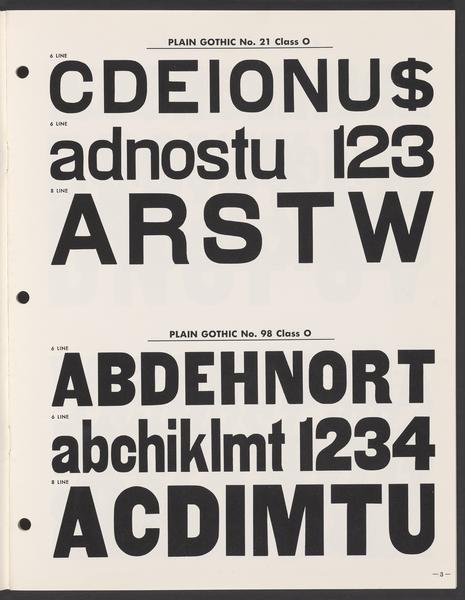 PLAIN GOTHIC No. 21 Class O
6 LINE
CDEIONU$
6 LINE
adnostu 123
8 LINE
ARSTW
PLAIN GOTHIC No. 98 Class O
6 LINE
ABDEHNORT
6 LINE
abchiklmt 1234
8 LINE
ACDIMTU
—3—